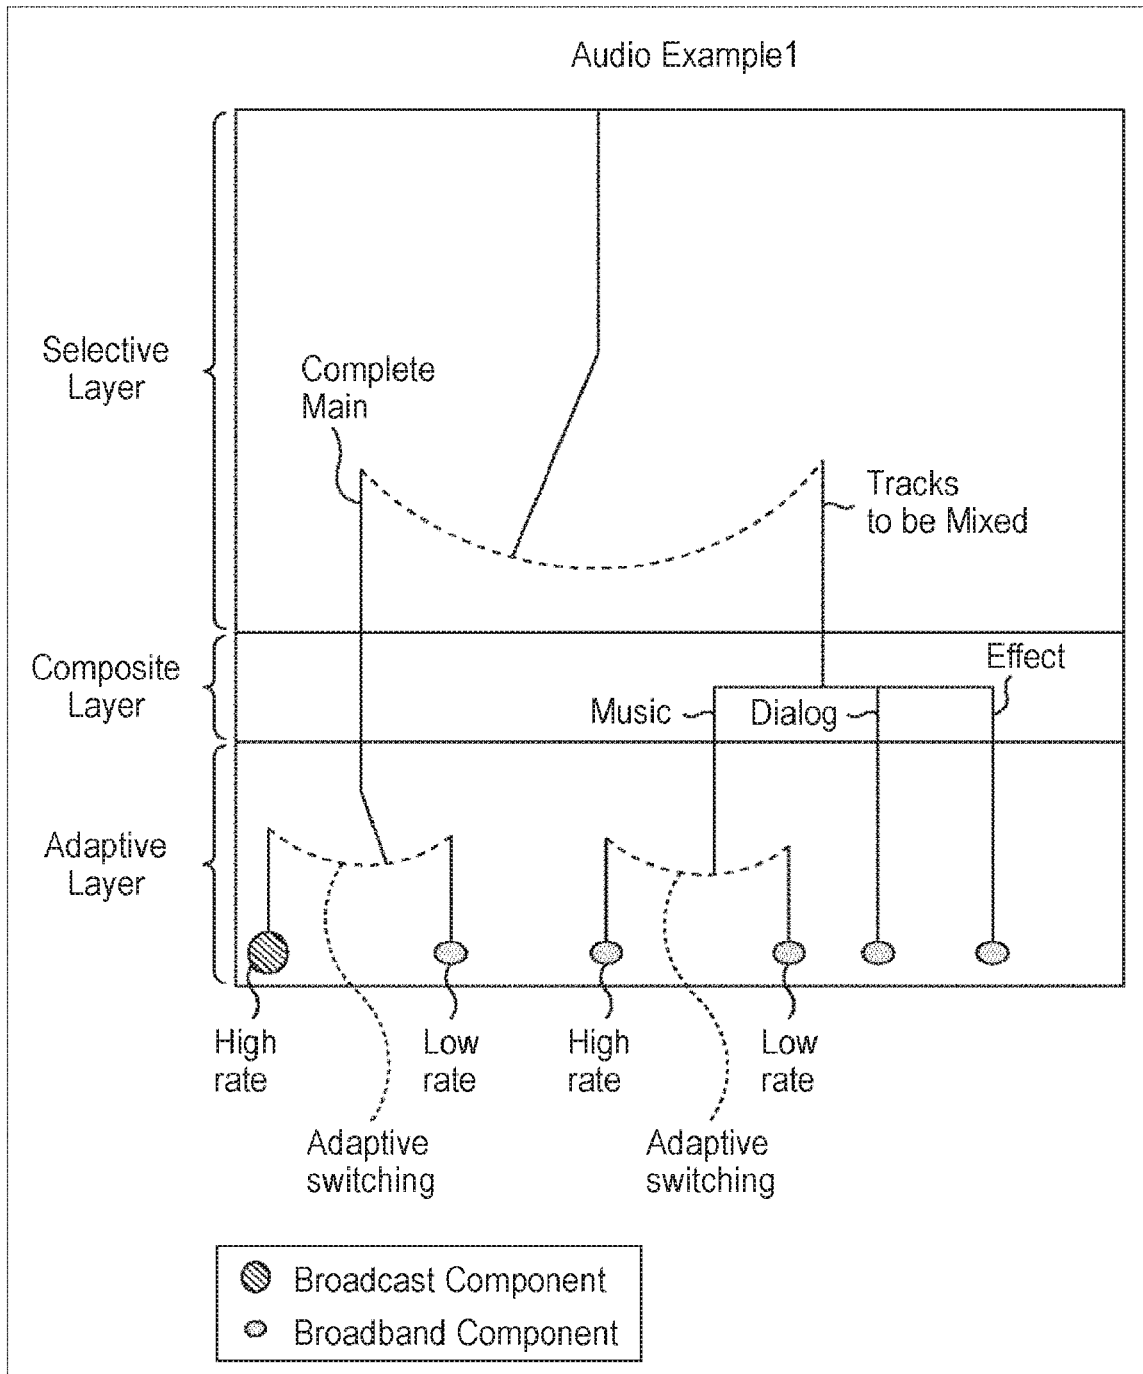 Audio Example1
Selective
Layer
Complete
Main
Tracks
to be Mixed
Composite
Layer
Effect
Music
Dialog
Adaptive
Layer
High
rate
Low
rate
High
rate
Low
rate
Adaptive
switching
Adaptive
switching
Broadcast Component
Broadband Component